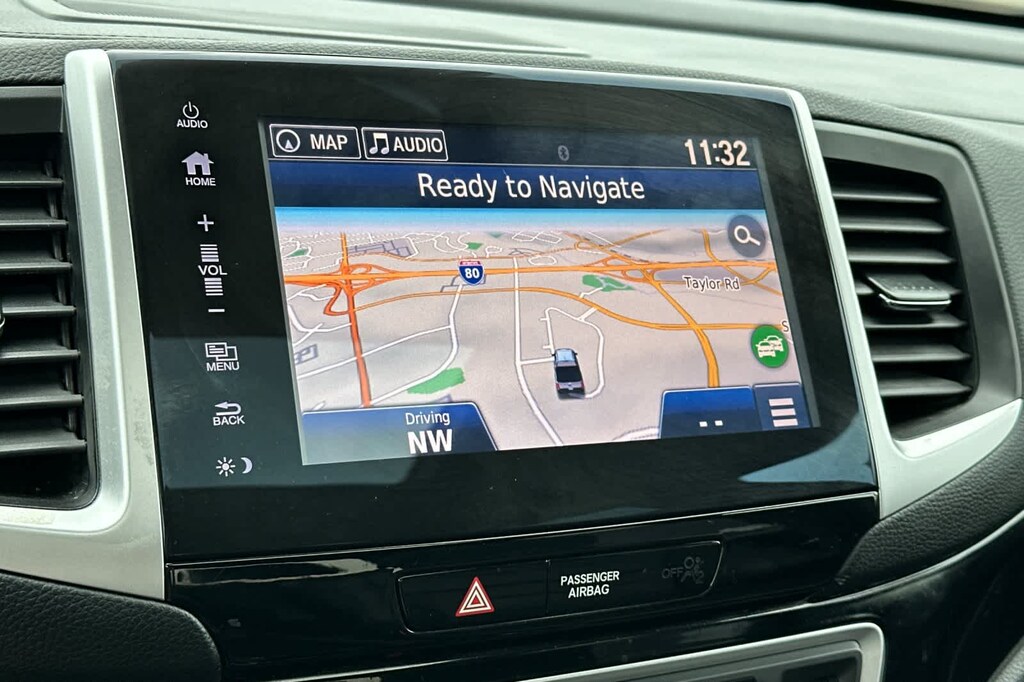 AUDIO
HOME
+
VOL
-
MENU
BACK
MAP
AUDIO
11:32
Ready to Navigate
80
Taylor Rd
S
Driving
NW
--
PASSENGER
AIRBAG
OFF